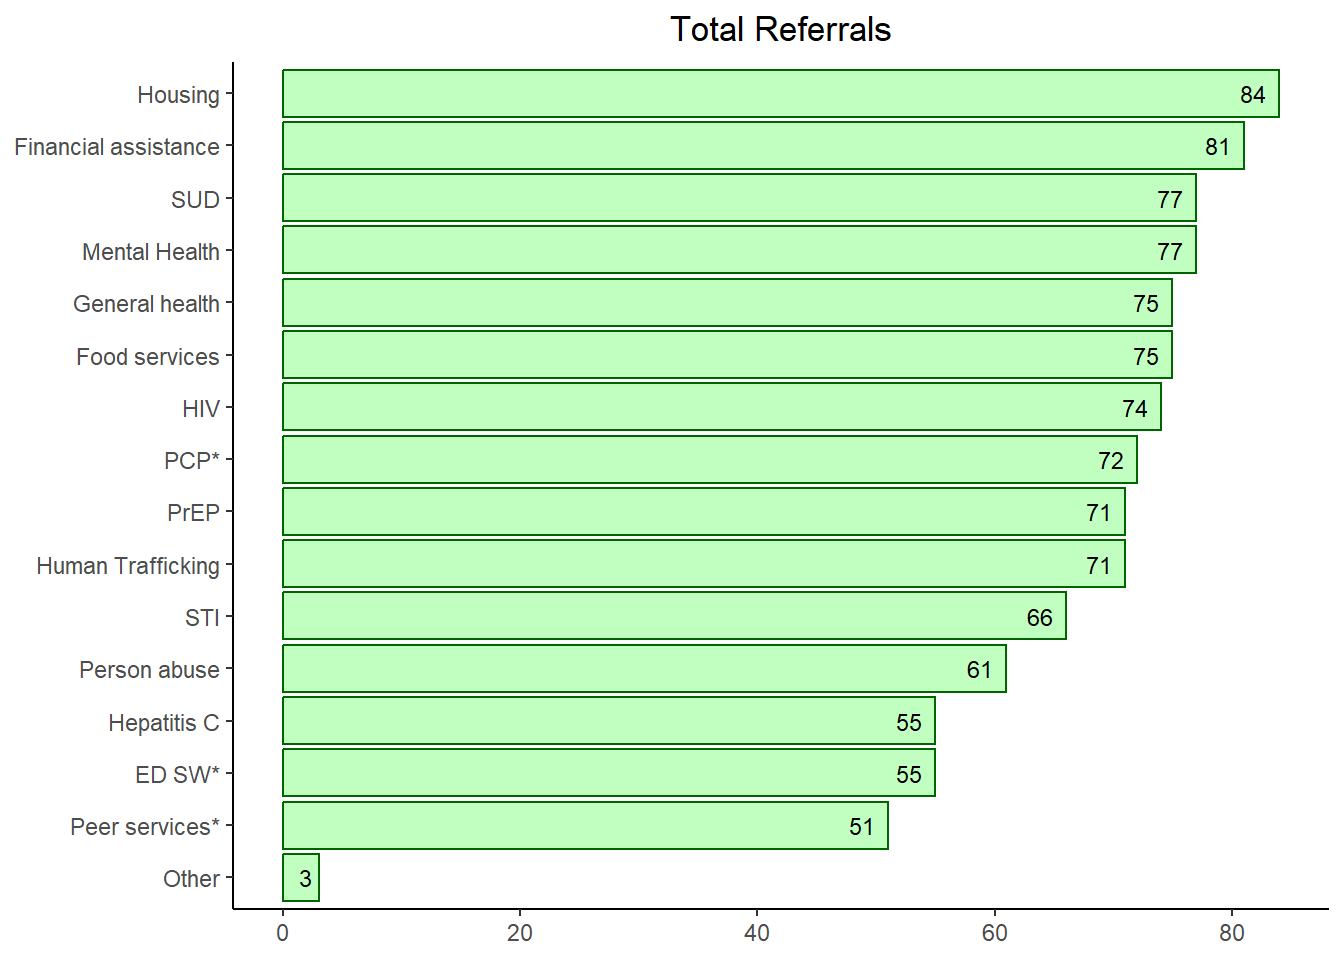 Total Referrals
Housing 84
Financial assistance 81
SUD 77
Mental Health 77
General health 75
Food services 75
HIV 74
PCP* 72
PrEP 71
Human Trafficking 71
STI 66
Person abuse 61
Hepatitis C 55
ED SW* 55
Peer services* 51
Other 3
0 20 40 60 80